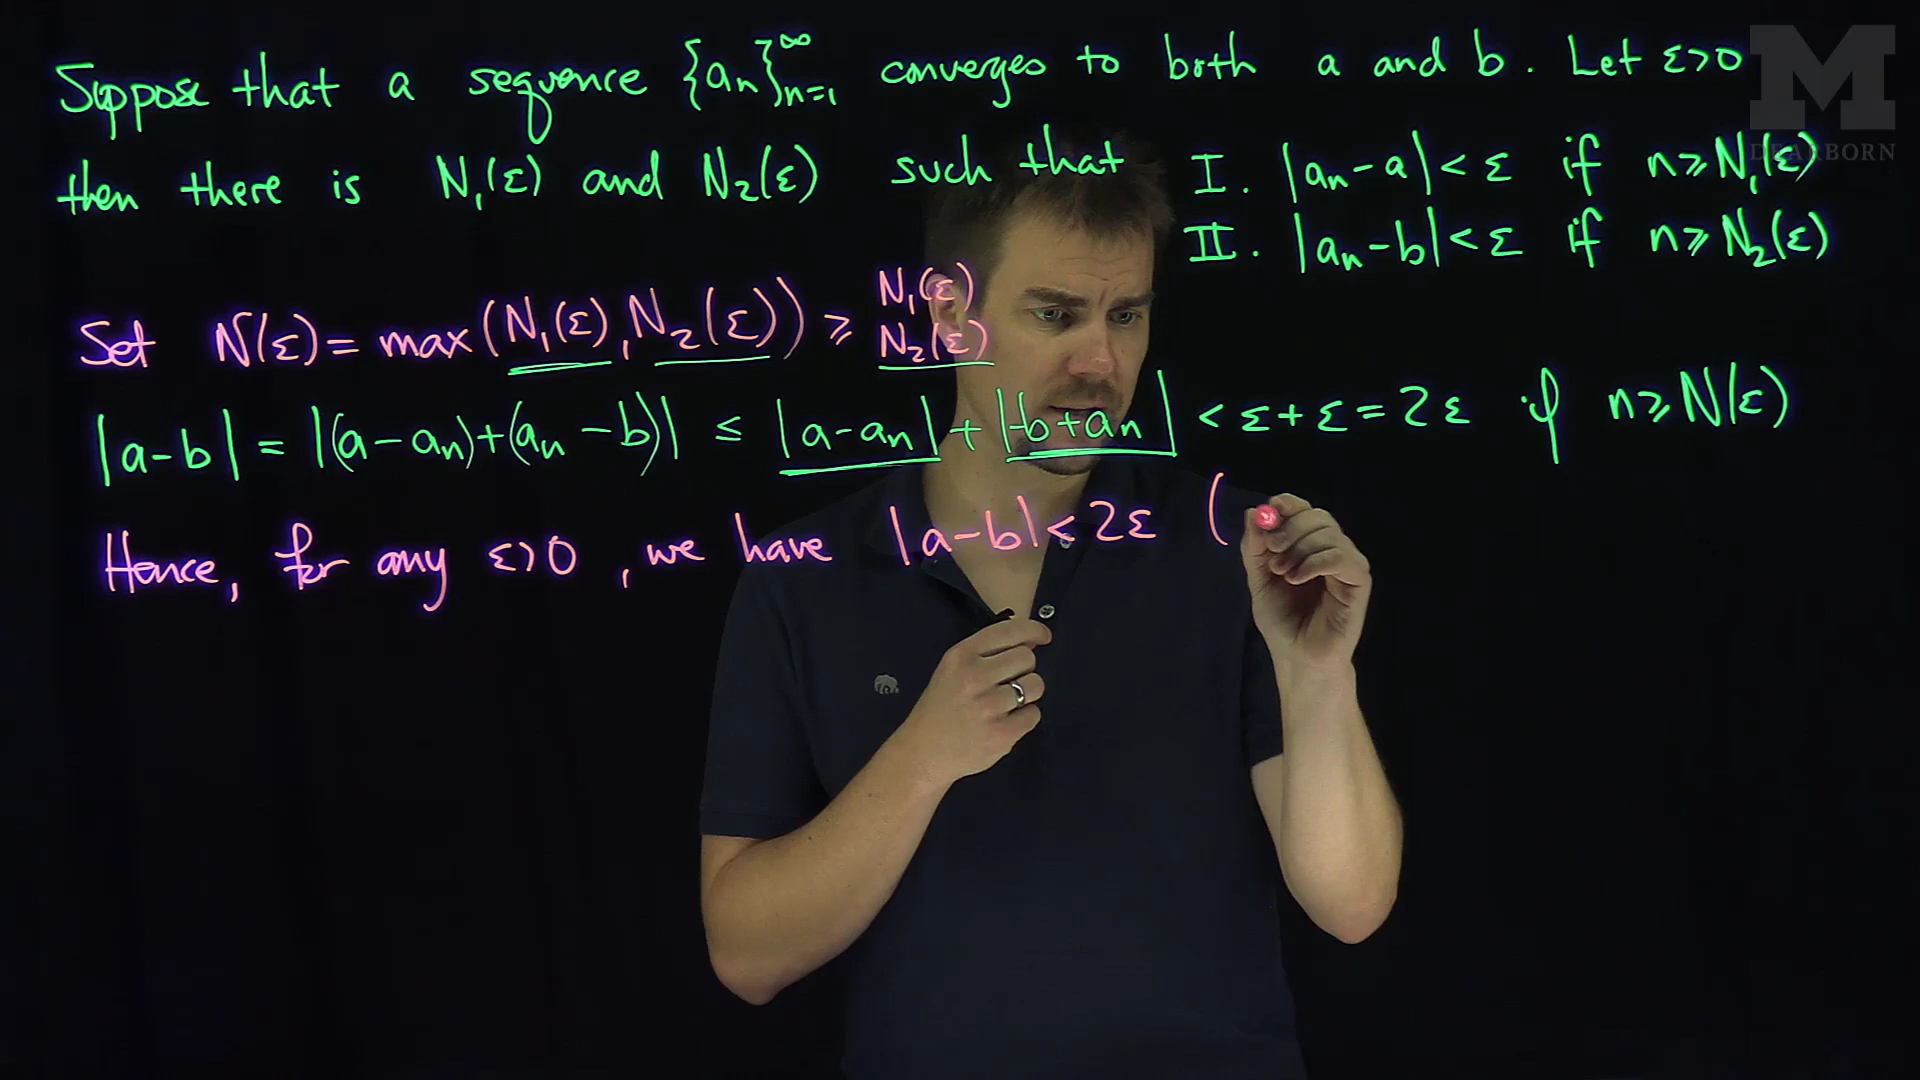 Suppose that a sequence {aₙ}ₙ₌₁^∞ converges to both a and b. Let ε>0
then there is N₁(ε) and N₂(ε) such that I. |aₙ-a|<ε if n≥N₁(ε)
II. |aₙ-b|<ε if n≥N₂(ε)
Set N(ε)=max(N₁(ε),N₂(ε)) ≥ N₁(ε)
N₂(ε)
|a-b| = |(a-aₙ)+(aₙ-b)| ≤ |a-aₙ|+|-b+aₙ| <ε+ε=2ε if n≥N(ε)
Hence, for any ε>0, we have |a-b|<2ε (
M
DEARBORN